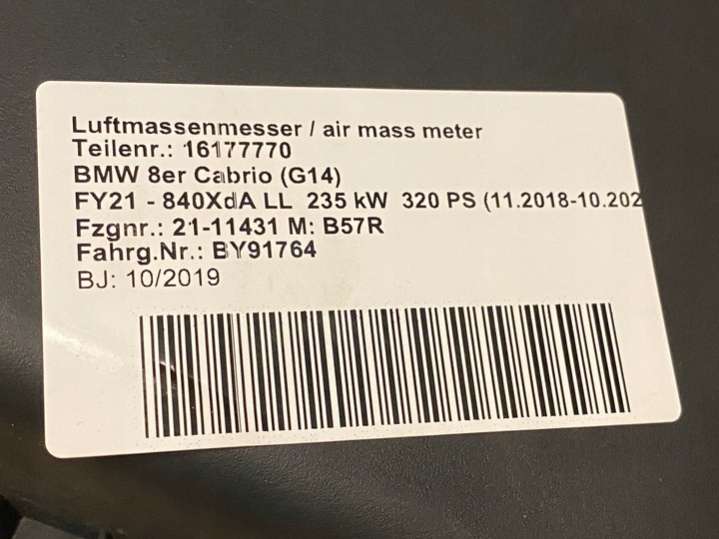 Luftmassenmesser / air mass meter
Teilenr.: 16177770
BMW 8er Cabrio (G14)
FY21 - 840XdA LL 235 kW 320 PS (11.2018-10.202
Fzgnr.: 21-11431 M: B57R
Fahrg.Nr.: BY91764
BJ: 10/2019